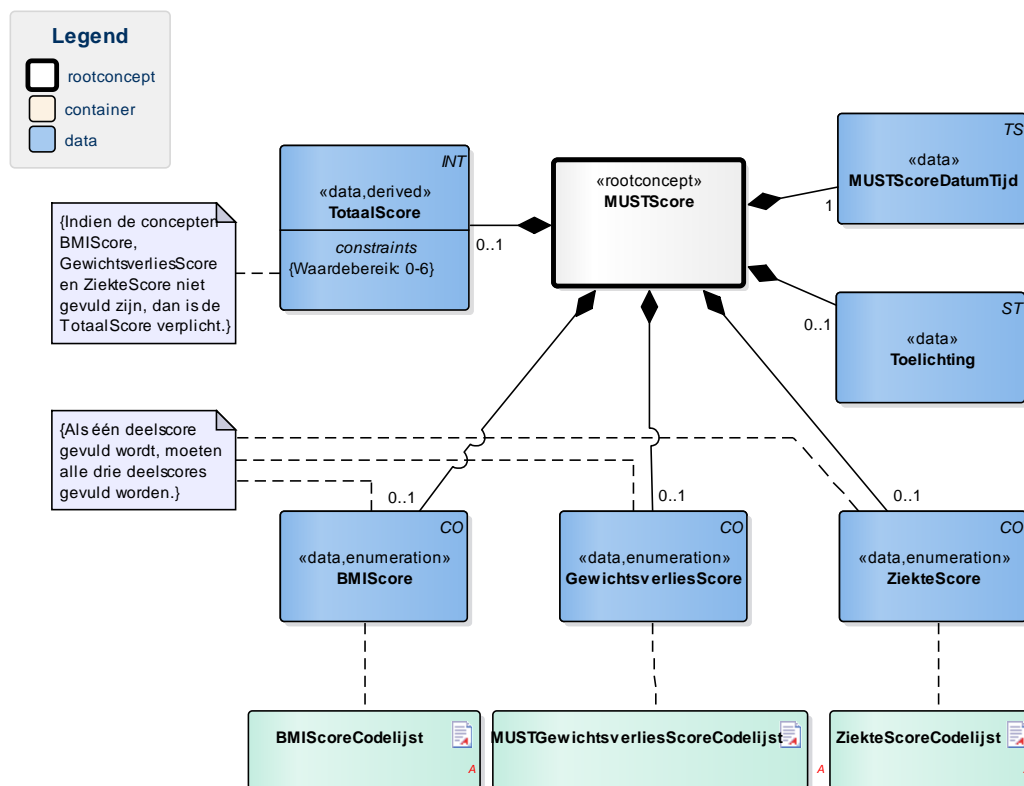 Legend
rootconcept
container
data
INT
«data,derived»
TotaalScore
constraints
{Waardebereik: 0-6}
0..1
«rootconcept»
MUSTScore
TS
«data»
MUSTScoreDatumTijd
1
ST
«data»
Toelichting
0..1
{Indien de concepten
BMIScore,
GewichtsverliesScore
en ZiekteScore niet
gevuld zijn, dan is de
TotaalScore verplicht.}
{Als één deelscore
gevuld wordt, moeten
alle drie deelscores
gevuld worden.}
0..1
0..1
0..1
CO
«data,enumeration»
BMIScore
CO
«data,enumeration»
GewichtsverliesScore
CO
«data,enumeration»
ZiekteScore
BMIScoreCodelijst
A
MUSTGewichtsverliesScoreCodelijst
A
ZiekteScoreCodelijst